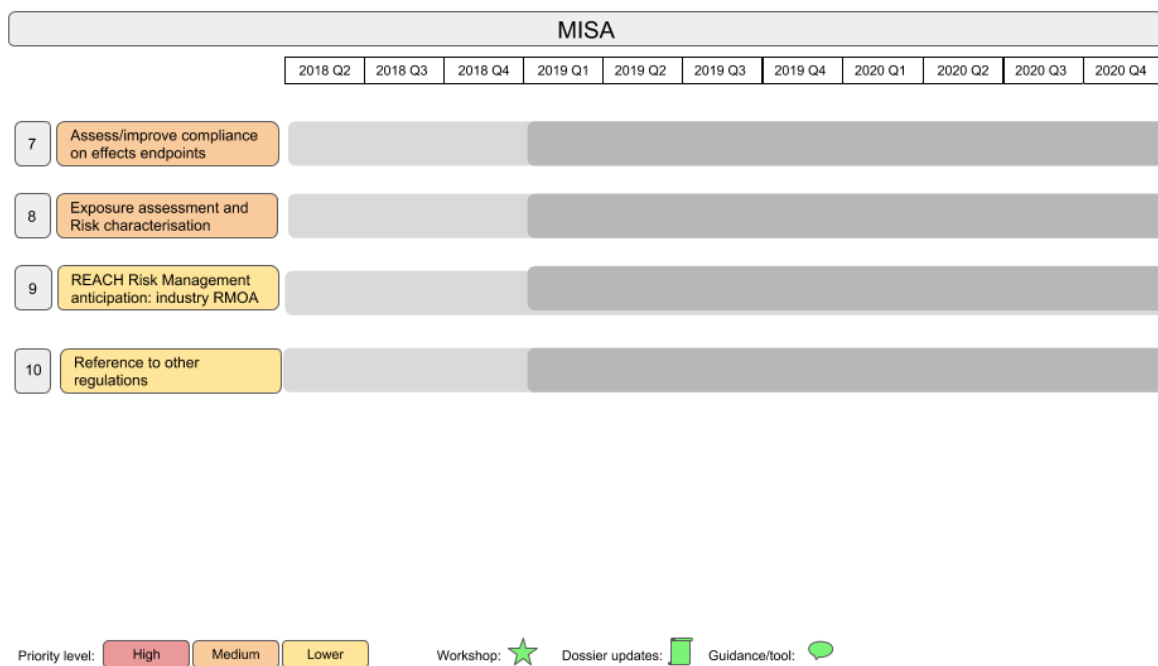 MISA
2018 Q2 2018 Q3 2018 Q4 2019 Q1 2019 Q2 2019 Q3 2019 Q4 2020 Q1 2020 Q2 2020 Q3 2020 Q4
7 Assess/improve compliance
on effects endpoints
8 Exposure assessment and
Risk characterisation
9 REACH Risk Management
anticipation: industry RMOA
10 Reference to other
regulations
Priority level: High Medium Lower Workshop: Dossier updates: Guidance/tool: